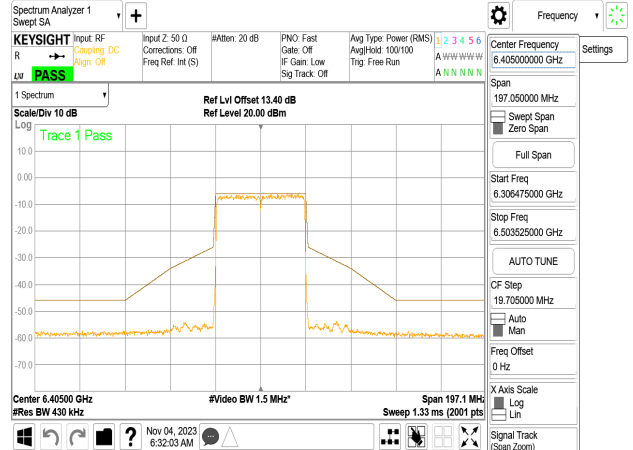 Spectrum Analyzer 1
Swept SA
Frequency
KEYSIGHT
R
PASS
Input: RF
Coupling: DC
Align: Off
Input Z: 50 Ω
Corrections: Off
Freq Ref: Int (S)
#Atten: 20 dB
PNO: Fast
Gate: Off
IF Gain: Low
Sig Track: Off
Avg Type: Power (RMS)
Avg|Hold: 100/100
Trig: Free Run
1 2 3 4 5 6
A W W W W W
A N N N N N
Settings
Center Frequency
6.405000000 GHz
Span
197.050000 MHz
Swept Span
Zero Span
Full Span
Start Freq
6.306475000 GHz
Stop Freq
6.503525000 GHz
AUTO TUNE
CF Step
19.705000 MHz
Auto
Man
Freq Offset
0 Hz
X Axis Scale
Log
Lin
Signal Track
(Span Zoom)
1 Spectrum
Scale/Div 10 dB
Ref Lvl Offset 13.40 dB
Ref Level 20.00 dBm
Log
Trace 1 Pass
10.0
0.00
-10.0
-20.0
-30.0
-40.0
-50.0
-60.0
-70.0
Center 6.40500 GHz
#Res BW 430 kHz
#Video BW 1.5 MHz*
Span 197.1 MHz
Sweep 1.33 ms (2001 pts
?
Nov 04, 2023
6:32:03 AM